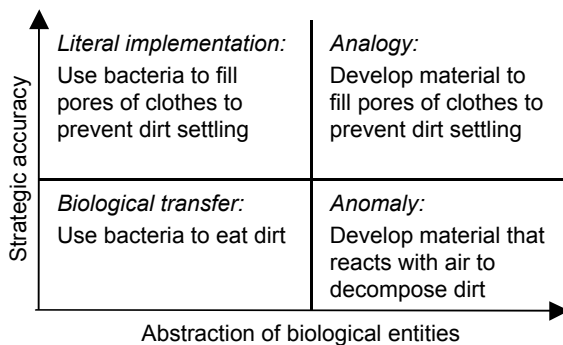 Strategic accuracy
Literal implementation:
Use bacteria to fill
pores of clothes to
prevent dirt settling
Analogy:
Develop material to
fill pores of clothes to
prevent dirt settling
Biological transfer:
Use bacteria to eat dirt
Anomaly:
Develop material that
reacts with air to
decompose dirt
Abstraction of biological entities